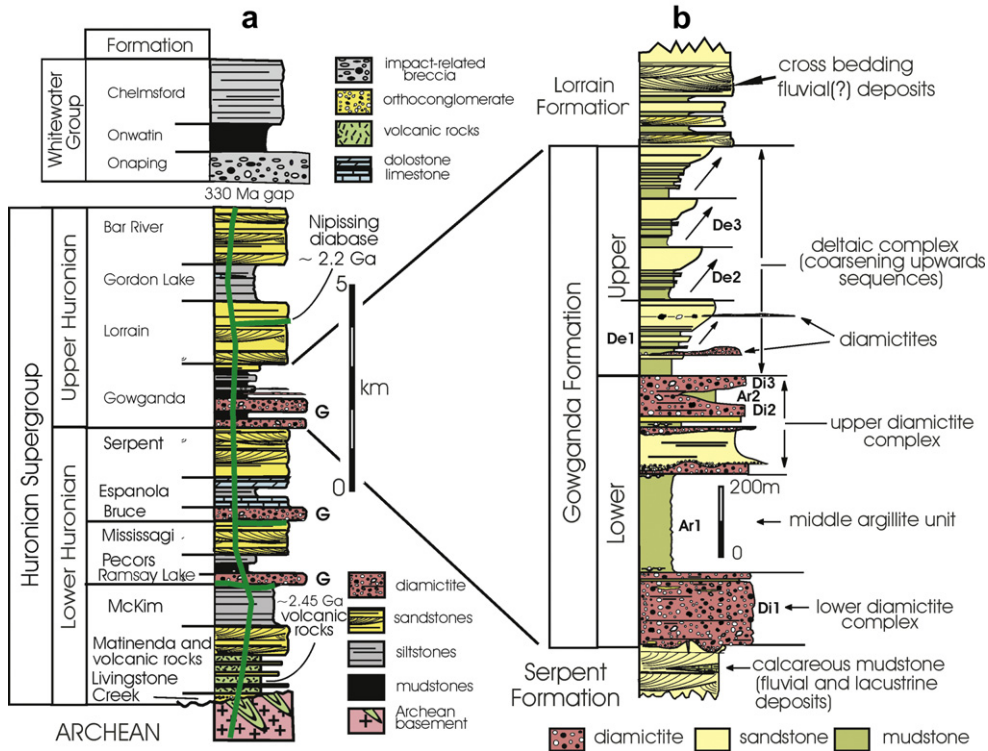 a
Formation
Whitewater
Group
Chelmsford
Onwatin
Onaping
impact-related
breccia
orthoconglomerate
volcanic rocks
dolostone
limestone
330 Ma gap
Huronian Supergroup
Upper Huronian
Lower Huronian
Bar River
Gordon Lake
Lorrain
Gowganda
Serpent
Espanola
Bruce
Mississagi
Pecors
Ramsay Lake
McKim
Matinenda and
volcanic rocks
Livingstone
Creek
ARCHEAN
Nipissing
diabase
~ 2.2 Ga
5
km
0
G
G
G
~2.45 Ga
volcanic
rocks
diamictite
sandstones
siltstones
mudstones
Archean
basement
b
Lorrain
Formation
cross bedding
fluvial(?) deposits
Gowganda Formation
Upper
Lower
De3
De2
De1
deltaic complex
(coarsening upwards
sequences)
diamictites
Di3
Ar2
Di2
upper diamictite
complex
200m
0
Ar1
middle argillite unit
Di1
lower diamictite
complex
Serpent
Formation
calcareous mudstone
(fluvial and lacustrine
deposits)
diamictite
sandstone
mudstone